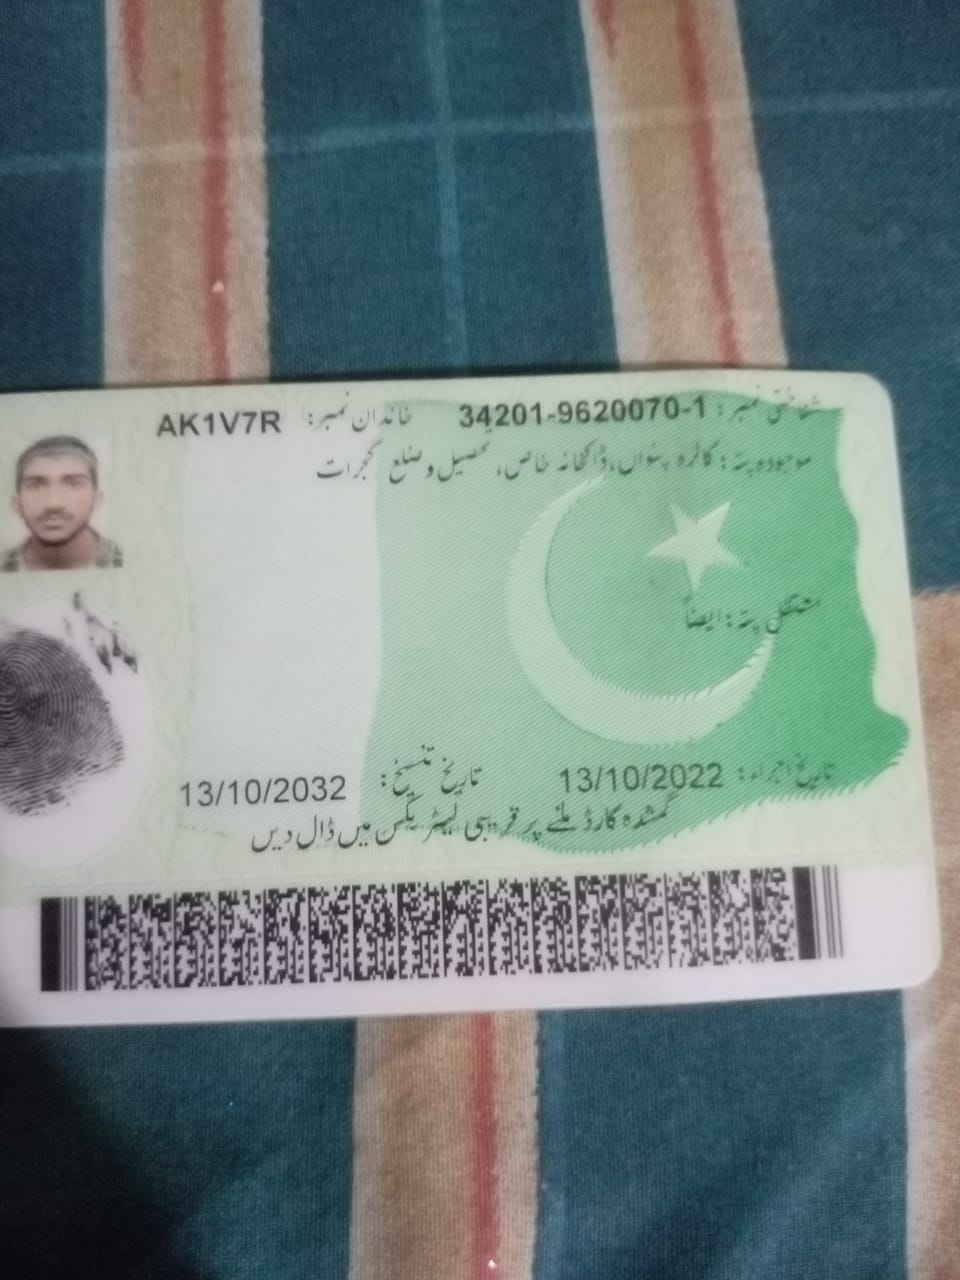 شناختی نمبر: 34201-9620070-1 خاندان نمبر: AK1V7R
موجودہ پتہ: کالرہ پنواں، ڈاکخانہ خاص، تحصیل و ضلع گجرات
مستقل پتہ: ایضاً
تاریخ اجراء: 13/10/2022 تاریخ تنسیخ: 13/10/2032
گمشدہ کارڈ ملنے پر قریبی لیٹر بکس میں ڈال دیں